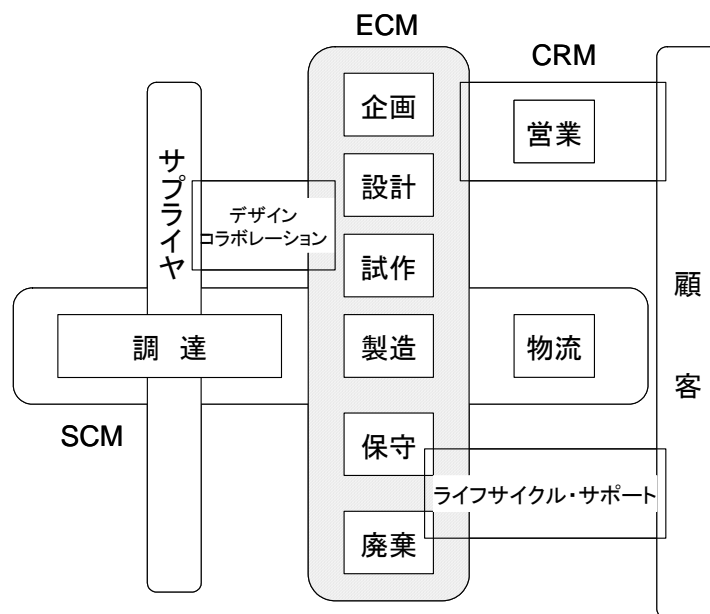 ECM
CRM
企画
営業
サプライヤ
設計
デザイン
コラボレーション
試作
顧客
調達
製造
物流
SCM
保守
ライフサイクル・サポート
廃棄